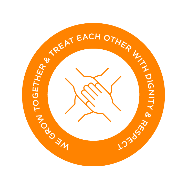 WE GROW TOGETHER & TREAT EACH OTHER WITH DIGNITY & RESPECT